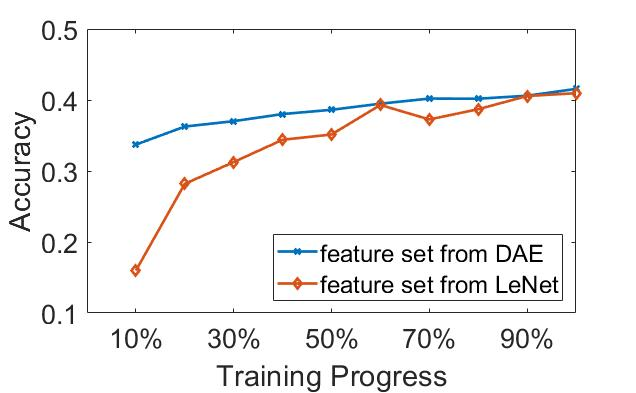 0.5
0.4
0.3
0.2
0.1
Accuracy
feature set from DAE
feature set from LeNet
10% 30% 50% 70% 90%
Training Progress